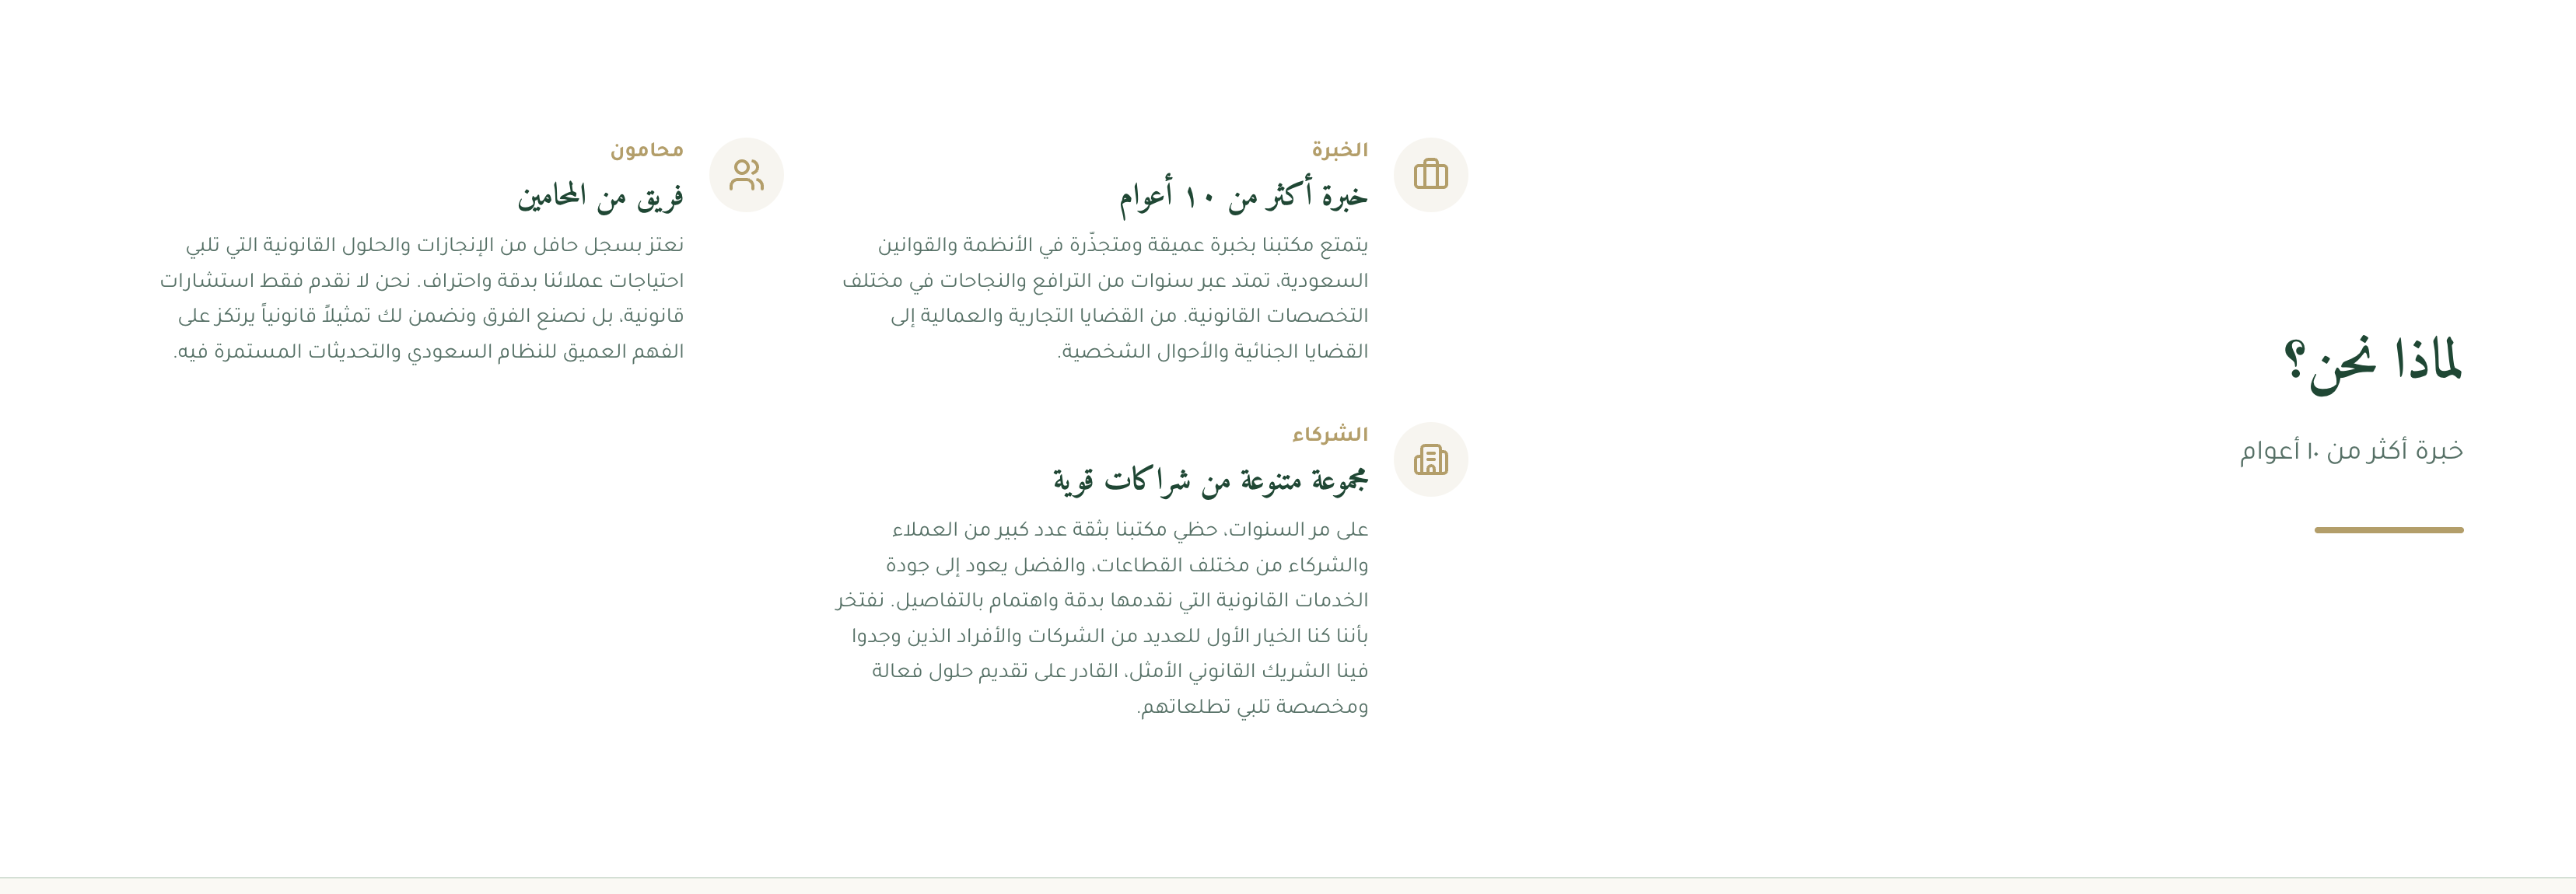 لماذا نحن؟
خبرة أكثر من ١٠ أعوام
الخبرة
خبرة أكثر من ١٠ أعوام
يتمتع مكتبنا بخبرة عميقة ومتجذّرة في الأنظمة والقوانين
السعودية، تمتد عبر سنوات من الترافع والنجاحات في مختلف
التخصصات القانونية. من القضايا التجارية والعمالية إلى
القضايا الجنائية والأحوال الشخصية.
محامون
فريق من المحامين
نعتز بسجل حافل من الإنجازات والحلول القانونية التي تلبي
احتياجات عملائنا بدقة واحتراف. نحن لا نقدم فقط استشارات
قانونية، بل نصنع الفرق ونضمن لك تمثيلاً قانونياً يرتكز على
الفهم العميق للنظام السعودي والتحديثات المستمرة فيه.
الشركاء
مجموعة متنوعة من شراكات قوية
على مر السنوات، حظي مكتبنا بثقة عدد كبير من العملاء
والشركاء من مختلف القطاعات، والفضل يعود إلى جودة
الخدمات القانونية التي نقدمها بدقة واهتمام بالتفاصيل. نفتخر
بأننا كنا الخيار الأول للعديد من الشركات والأفراد الذين وجدوا
فينا الشريك القانوني الأمثل، القادر على تقديم حلول فعالة
ومخصصة تلبي تطلعاتهم.